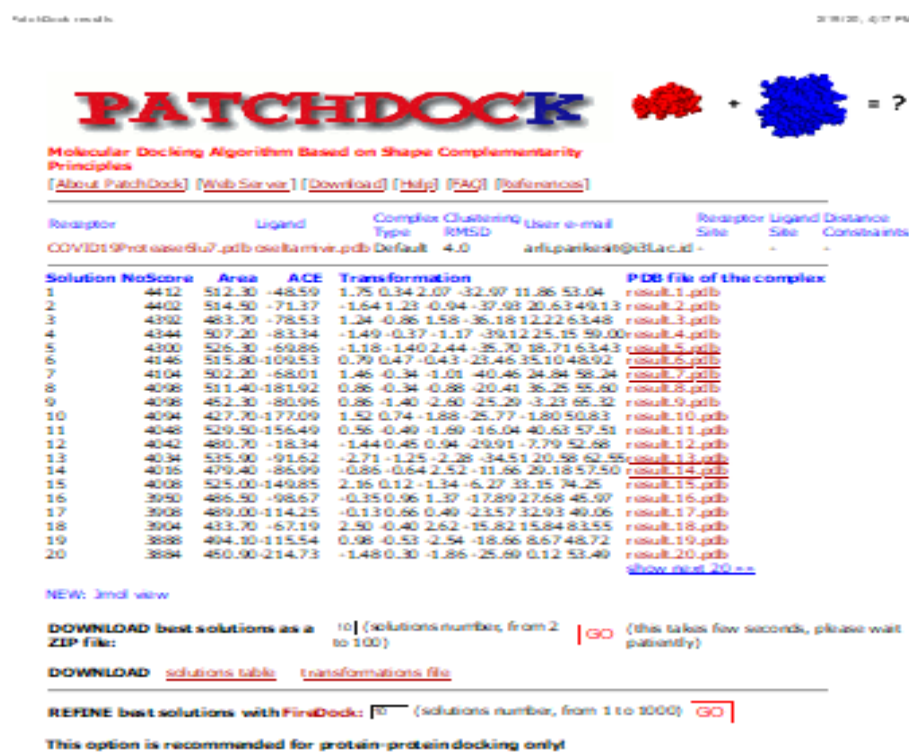 PatchDock results 2/19/20, 4:17 PM
PATCHDOCK + = ?
Molecular Docking Algorithm Based on Shape Complementarity
Principles
[About PatchDock] [Web Server] [Download] [Help] [FAQ] [References]
Receptor Ligand Complex Type Clustering RMSD User e-mail Receptor Site Ligand Site Distance Constraints
COVID19Protease6lu7.pdb oseltamivir.pdb Default 4.0 arli.parikesit@i3l.ac.id - - -
Solution No Score Area ACE Transformation PDB file of the complex
1 4412 512.30 -48.59 1.75 0.34 2.07 -32.97 11.86 53.04 result.1.pdb
2 4402 514.50 -71.37 -1.64 1.23 -0.94 -37.93 20.63 49.13 result.2.pdb
3 4392 483.70 -78.53 1.24 -0.86 1.58 -36.18 12.22 63.48 result.3.pdb
4 4344 507.20 -83.34 -1.49 -0.37 -1.17 -39.12 25.15 59.00 result.4.pdb
5 4300 526.30 -69.86 -1.18 -1.40 2.44 -35.70 18.71 63.43 result.5.pdb
6 4146 515.80 -109.53 0.79 0.47 -0.43 -23.46 35.10 48.92 result.6.pdb
7 4104 502.20 -68.01 1.46 -0.34 -1.01 -40.46 24.84 58.24 result.7.pdb
8 4098 511.40 -181.92 0.86 -0.34 -0.88 -20.41 36.25 55.60 result.8.pdb
9 4098 452.30 -80.96 0.86 -1.40 -2.60 -25.29 -3.23 65.32 result.9.pdb
10 4094 427.70 -177.09 1.52 0.74 -1.88 -25.77 -1.80 50.83 result.10.pdb
11 4048 529.50 -156.49 0.56 -0.49 -1.69 -16.04 40.63 57.51 result.11.pdb
12 4042 480.70 -18.34 -1.44 0.45 0.94 -29.91 -7.79 52.68 result.12.pdb
13 4034 535.90 -91.62 -2.71 -1.25 -2.28 -34.51 20.58 62.55 result.13.pdb
14 4016 479.40 -86.99 -0.86 -0.64 2.52 -11.66 29.18 57.50 result.14.pdb
15 4008 525.00 -149.85 2.16 0.12 -1.34 -6.27 33.15 74.25 result.15.pdb
16 3950 486.50 -98.67 -0.35 0.96 1.37 -17.89 27.68 45.97 result.16.pdb
17 3908 489.00 -114.25 -0.13 0.66 0.49 -23.57 32.93 49.06 result.17.pdb
18 3904 433.70 -67.19 2.50 -0.40 2.62 -15.82 15.84 83.55 result.18.pdb
19 3888 494.10 -115.54 0.98 -0.53 -2.54 -18.66 8.67 48.72 result.19.pdb
20 3884 450.90 -214.73 -1.48 0.30 -1.86 -25.69 0.12 53.49 result.20.pdb
show next 20 »»
NEW: Jmol view
DOWNLOAD best solutions as a ZIP file: 10 (solutions number, from 2 to 100) GO (this takes few seconds, please wait patiently)
DOWNLOAD solutions table transformations file
REFINE best solutions with FireDock: 10 (solutions number, from 1 to 1000) GO
This option is recommended for protein-protein docking only!